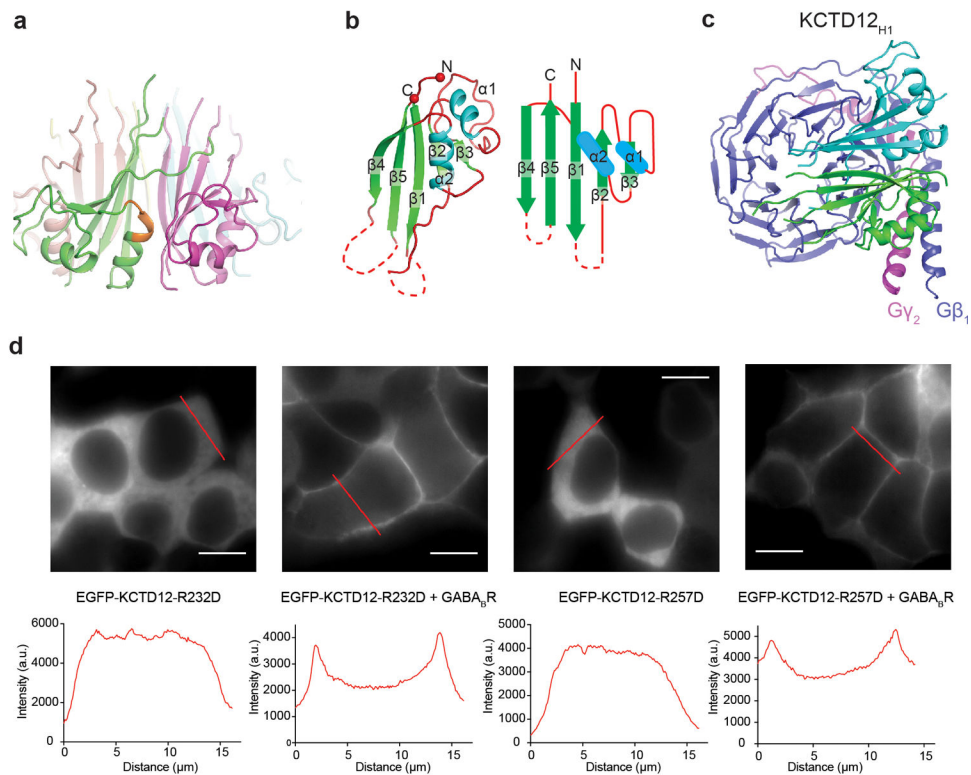 a
b
c
KCTD12H1
N
C
α1
β2
β3
β4
β5
α2
β1
C
N
β4
β5
β1
α2
α1
β3
β2
Gγ2
Gβ1
d
EGFP-KCTD12-R232D
EGFP-KCTD12-R232D + GABABR
EGFP-KCTD12-R257D
EGFP-KCTD12-R257D + GABABR
Intensity (a.u.)
6000
4000
2000
0
0 5 10 15
Distance (µm)
Intensity (a.u.)
4000
3000
2000
1000
0
0 5 10 15
Distance (µm)
Intensity (a.u.)
5000
4000
3000
2000
1000
0
0 5 10 15
Distance (µm)
Intensity (a.u.)
5000
4000
3000
2000
1000
0
0 5 10 15
Distance (µm)